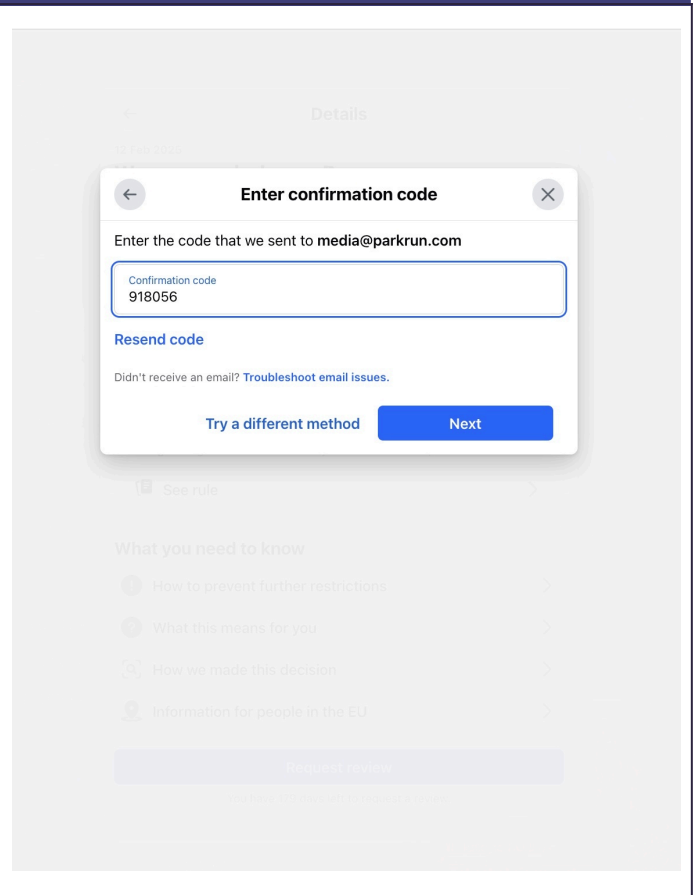 Details
Enter confirmation code
Enter the code that we sent to media@parkrun.com
Confirmation code
918056
Resend code
Didn't receive an email? Troubleshoot email issues.
Try a different method
Next
See rule
What you need to know
How to prevent further restrictions
What this means for you
How we made this decision
Information for people in the EU
Request review